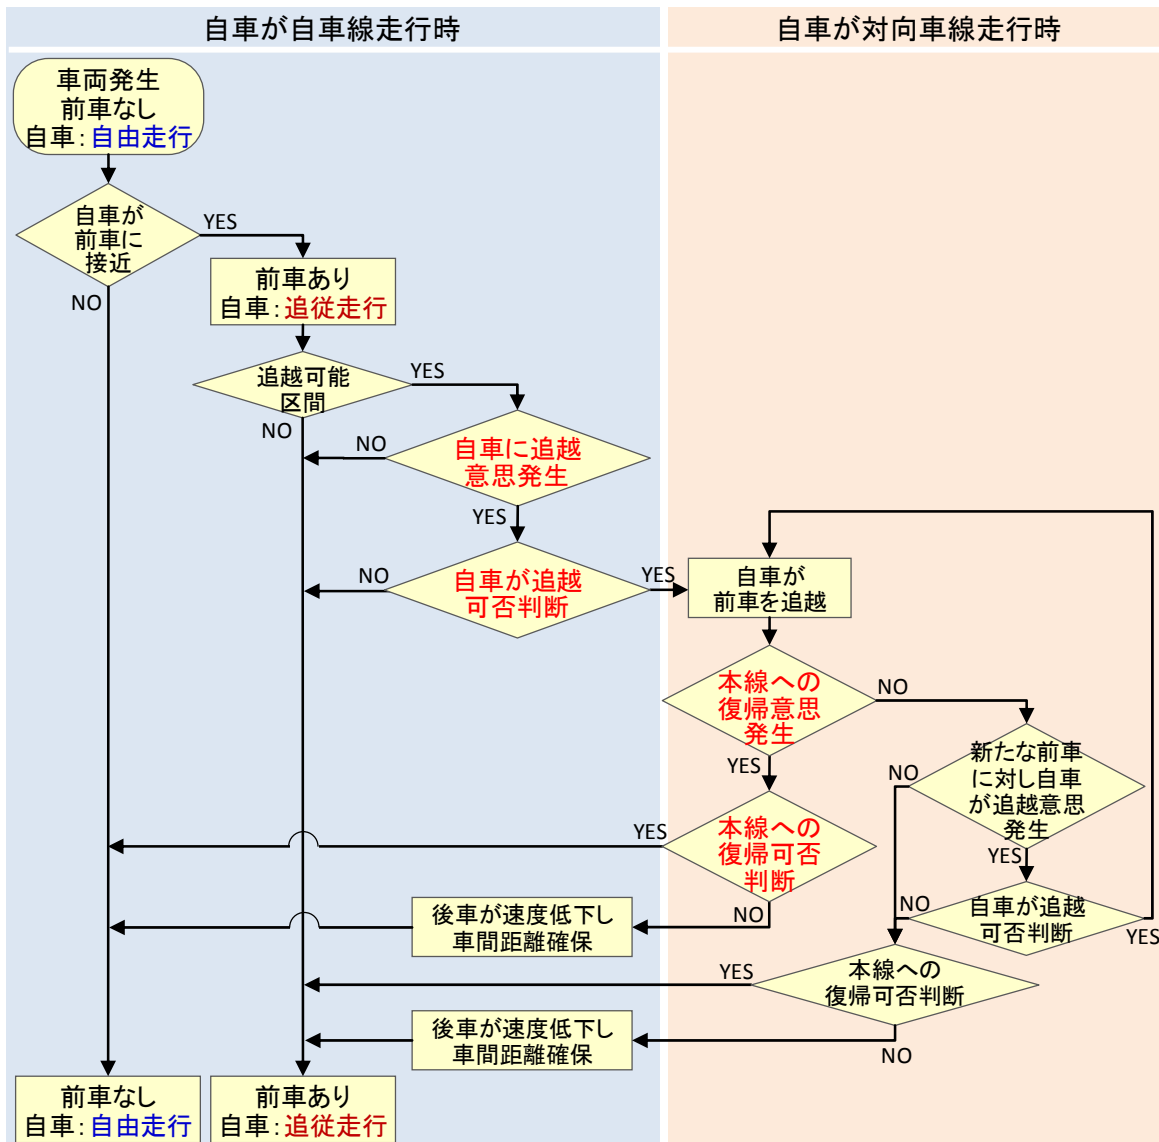 自車が自車線走行時
自車が対向車線走行時
車両発生
前車なし
自車：自由走行
自車が
前車に
接近
YES
NO
前車あり
自車：追従走行
追越可能
区間
YES
NO
自車に追越
意思発生
NO
YES
自車が追越
可否判断
NO
YES
自車が
前車を追越
本線への
復帰意思
発生
NO
YES
新たな前車
に対し自車
が追越意思
発生
NO
YES
本線への
復帰可否
判断
YES
NO
自車が追越
可否判断
NO
YES
後車が速度低下し
車間距離確保
本線への
復帰可否判断
YES
NO
後車が速度低下し
車間距離確保
前車なし
自車：自由走行
前車あり
自車：追従走行